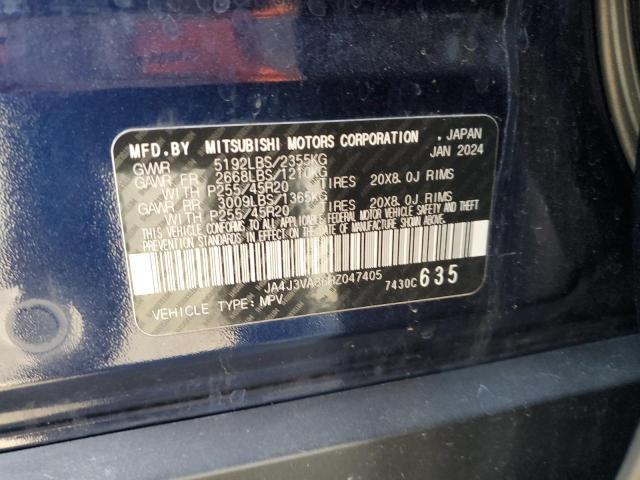 MFD.BY MITSUBISHI MOTORS CORPORATION . JAPAN
GVWR 5192LBS/2355KG JAN 2024
GAWR FR 2668LBS/1210KG
WITH P255/45R20 TIRES 20X8.0J RIMS
GAWR RR 3009LBS/1365KG
WITH P255/45R20 TIRES 20X8.0J RIMS
THIS VEHICLE CONFORMS TO ALL APPLICABLE FEDERAL MOTOR VEHICLE SAFETY AND THEFT
PREVENTION STANDARDS IN EFFECT ON THE DATE OF MANUFACTURE SHOWN ABOVE.
JA4J3VA86RZ047405
7430C 635
VEHICLE TYPE: MPV